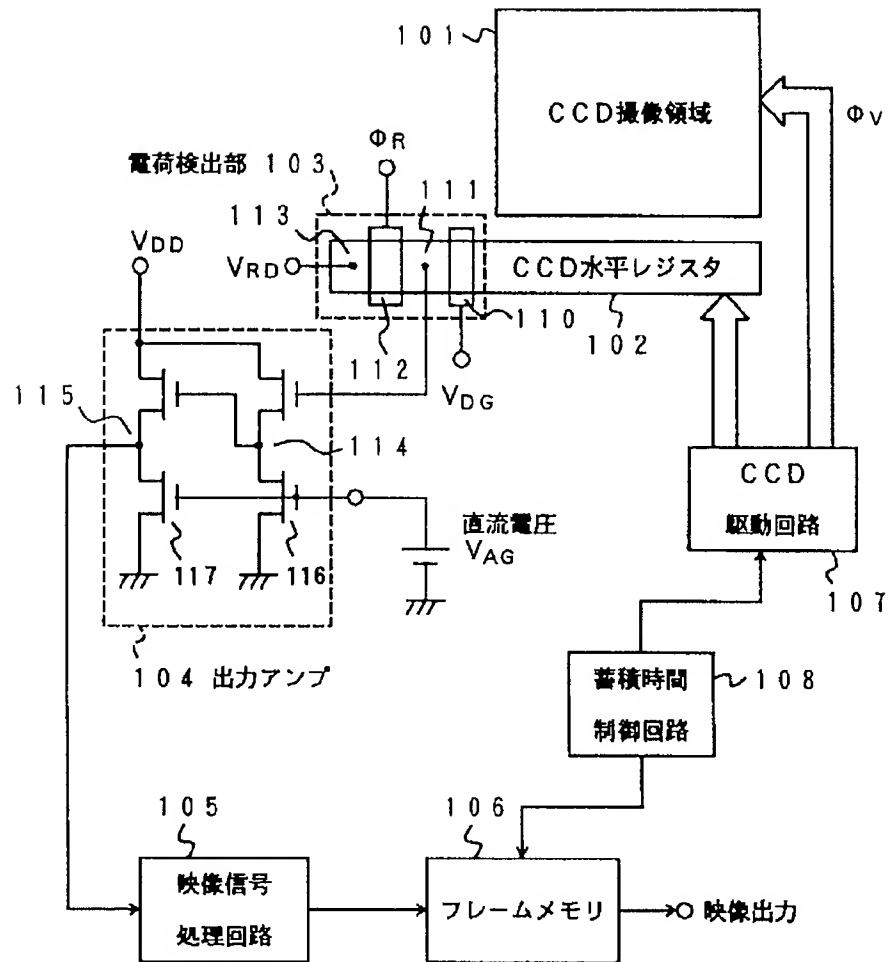 101
CCD撮像領域
ΦV
ΦR
電荷検出部 103
111
113
VDD
VRD
CCD水平レジスタ
110
102
112
VDG
115
114
CCD
駆動回路
直流電圧
VAG
117
116
107
104 出力アンプ
蓄積時間
制御回路
108
105
106
映像信号
処理回路
フレームメモリ
映像出力